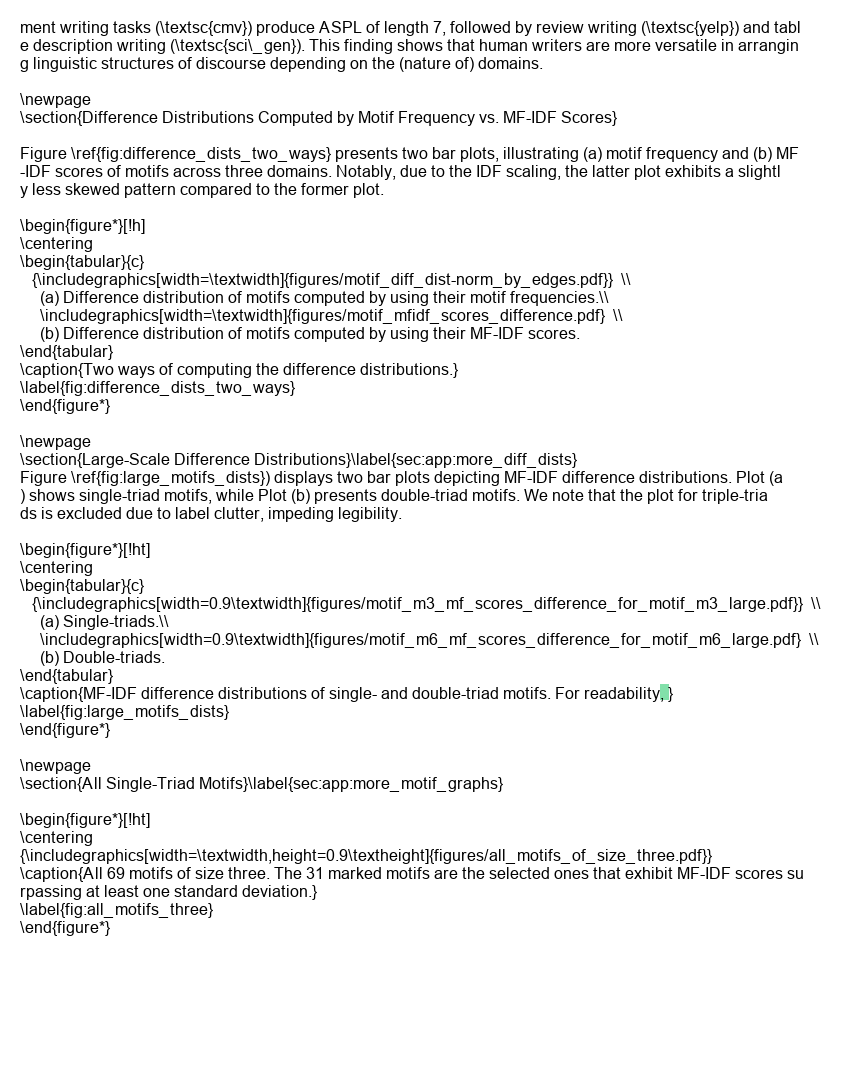 ment writing tasks (\textsc{cmv}) produce ASPL of length 7, followed by review writing (\textsc{yelp}) and tabl
e description writing (\textsc{sci\_gen}). This finding shows that human writers are more versatile in arrangin
g linguistic structures of discourse depending on the (nature of) domains.

\newpage
\section{Difference Distributions Computed by Motif Frequency vs. MF-IDF Scores}

Figure \ref{fig:difference_dists_two_ways} presents two bar plots, illustrating (a) motif frequency and (b) MF
-IDF scores of motifs across three domains. Notably, due to the IDF scaling, the latter plot exhibits a slightl
y less skewed pattern compared to the former plot.

\begin{figure*}[!h]
\centering
\begin{tabular}{c}
{\includegraphics[width=\textwidth]{figures/motif_diff_dist-norm_by_edges.pdf}} \\
(a) Difference distribution of motifs computed by using their motif frequencies.\\
\includegraphics[width=\textwidth]{figures/motif_mfidf_scores_difference.pdf} \\
(b) Difference distribution of motifs computed by using their MF-IDF scores.
\end{tabular}
\caption{Two ways of computing the difference distributions.}
\label{fig:difference_dists_two_ways}
\end{figure*}

\newpage
\section{Large-Scale Difference Distributions}\label{sec:app:more_diff_dists}
Figure \ref{fig:large_motifs_dists}) displays two bar plots depicting MF-IDF difference distributions. Plot (a
) shows single-triad motifs, while Plot (b) presents double-triad motifs. We note that the plot for triple-tria
ds is excluded due to label clutter, impeding legibility.

\begin{figure*}[!ht]
\centering
\begin{tabular}{c}
{\includegraphics[width=0.9\textwidth]{figures/motif_m3_mf_scores_difference_for_motif_m3_large.pdf}} \\
(a) Single-triads.\\
\includegraphics[width=0.9\textwidth]{figures/motif_m6_mf_scores_difference_for_motif_m6_large.pdf} \\
(b) Double-triads.
\end{tabular}
\caption{MF-IDF difference distributions of single- and double-triad motifs. For readability, }
\label{fig:large_motifs_dists}
\end{figure*}

\newpage
\section{All Single-Triad Motifs}\label{sec:app:more_motif_graphs}

\begin{figure*}[!ht]
\centering
{\includegraphics[width=\textwidth,height=0.9\textheight]{figures/all_motifs_of_size_three.pdf}}
\caption{All 69 motifs of size three. The 31 marked motifs are the selected ones that exhibit MF-IDF scores su
rpassing at least one standard deviation.}
\label{fig:all_motifs_three}
\end{figure*}